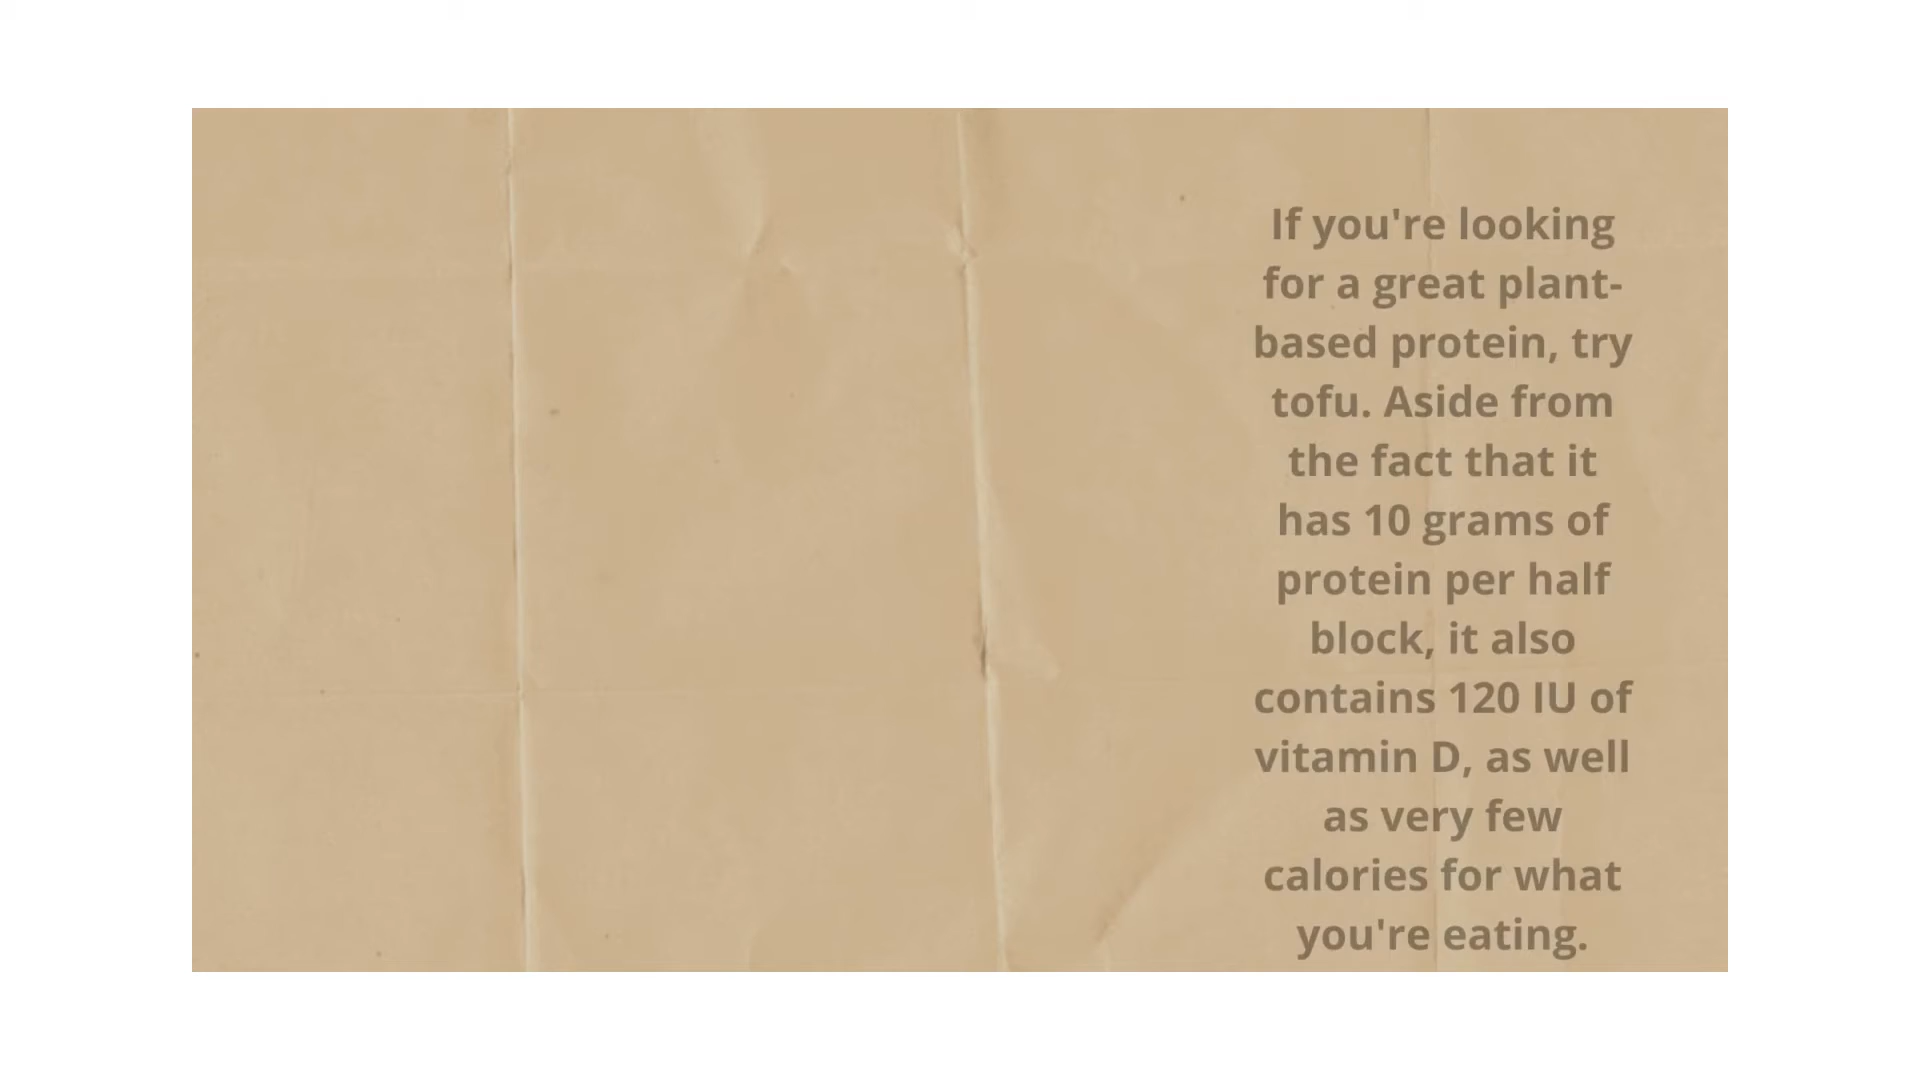 If you're looking
for a great plant-
based protein, try
tofu. Aside from
the fact that it
has 10 grams of
protein per half
block, it also
contains 120 IU of
vitamin D, as well
as very few
calories for what
you're eating.